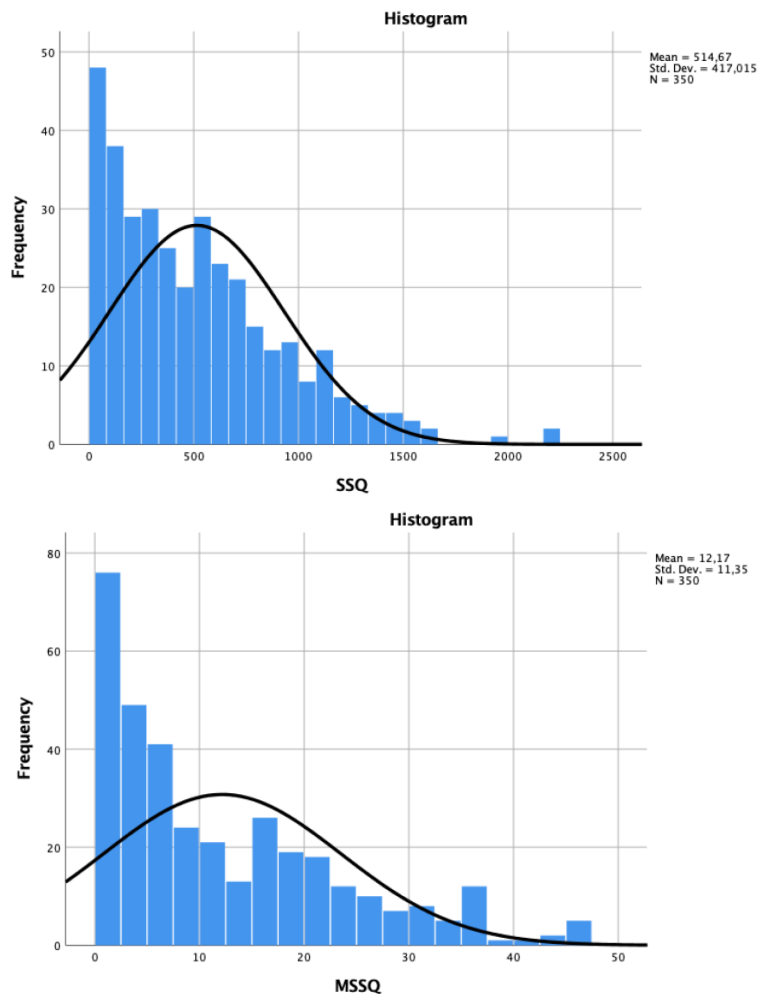 Histogram
Mean = 514,67
Std. Dev. = 417,015
N = 350
50
40
30
20
10
0
Frequency
0 500 1000 1500 2000 2500
SSQ
Histogram
Mean = 12,17
Std. Dev. = 11,35
N = 350
80
60
40
20
0
Frequency
0 10 20 30 40 50
MSSQ